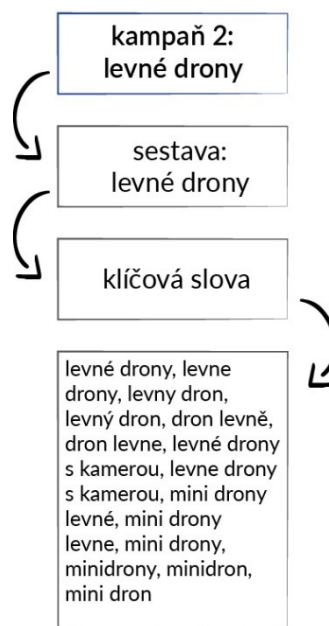 kampaň 2:
levné drony
sestava:
levné drony
klíčová slova
levné drony, levne
drony, levny dron,
levný dron, dron levně,
dron levne, levné drony
s kamerou, levne drony
s kamerou, mini drony
levné, mini drony
levne, mini drony,
minidrony, minidron,
mini dron